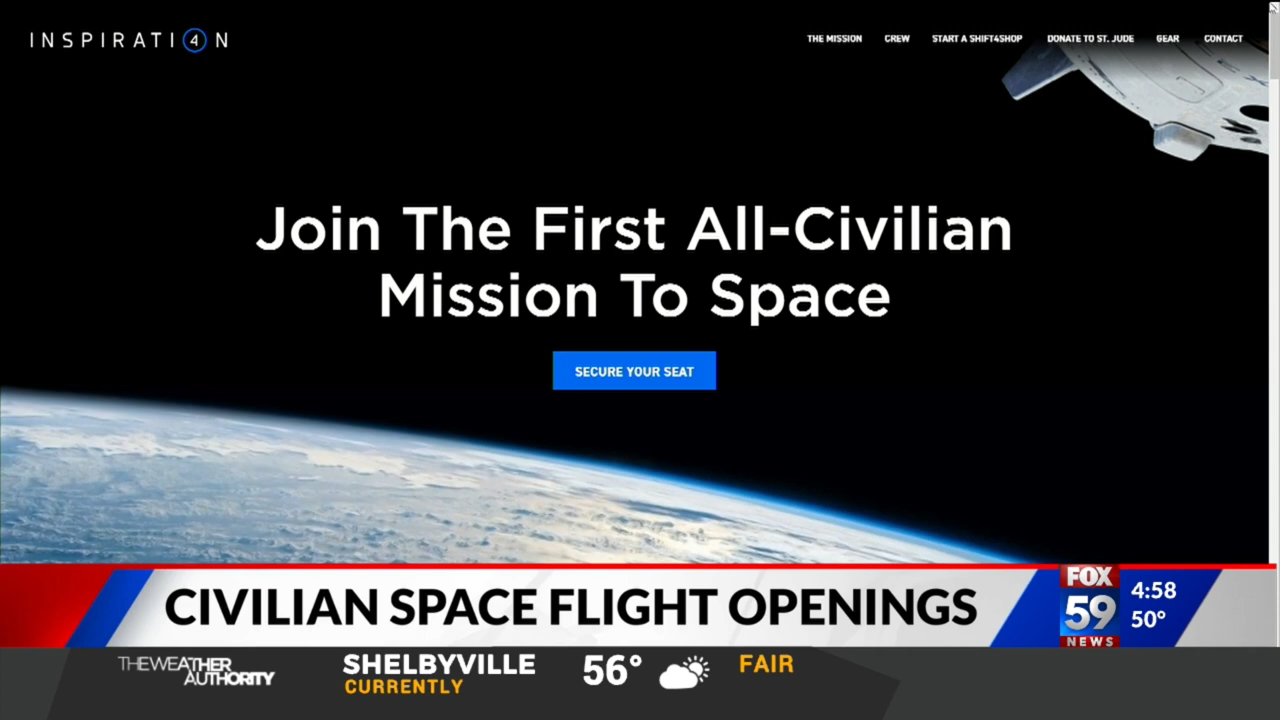 INSPIRATI4N
THE MISSION CREW START A SHIFT4SHOP DONATE TO ST. JUDE GEAR CONTACT
Join The First All-Civilian
Mission To Space
SECURE YOUR SEAT
CIVILIAN SPACE FLIGHT OPENINGS
FOX
59
NEWS
4:58
50°
THE WEATHER
AUTHORITY
SHELBYVILLE
CURRENTLY
56°
FAIR